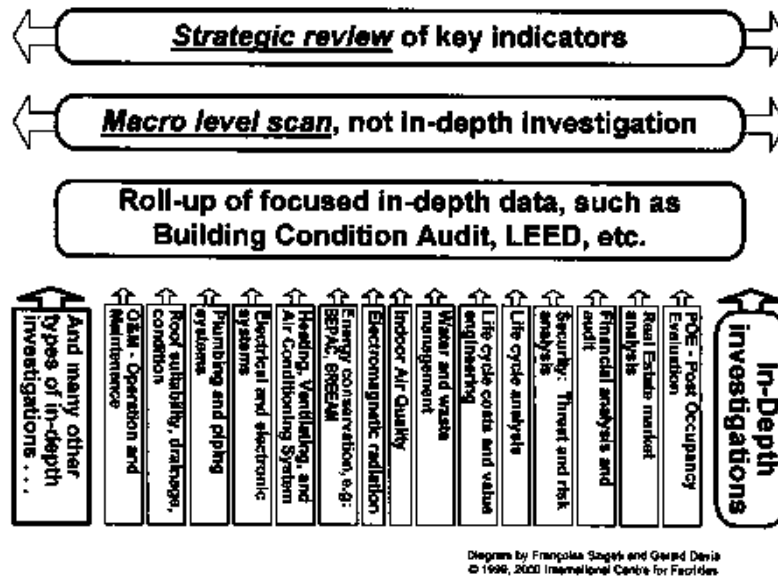 Strategic review of key indicators
Macro level scan, not in-depth investigation
Roll-up of focused in-depth data, such as
Building Condition Audit, LEED, etc.
And many other
types of in-depth
investigations . . .
O&M - Operation and
Maintenance
Roof suitability, drainage,
condition
Plumbing and piping
systems
Electrical and electronic
systems
Heating, Ventilating, and
Air Conditioning System
Energy conservation, e.g:
BEPAC, BREEAM
Electromagnetic radiation
Indoor Air Quality
Water and waste
management
Life cycle costs and value
engineering
Life cycle analysis
Security: Threat and risk
analysis
Financial analysis and
audit
Real Estate market
analysis
POE - Post Occupancy
Evaluation
In-Depth
investigations
Diagram by Françoise Szigeti and Gerald Davis
© 1999, 2000 International Centre for Facilities